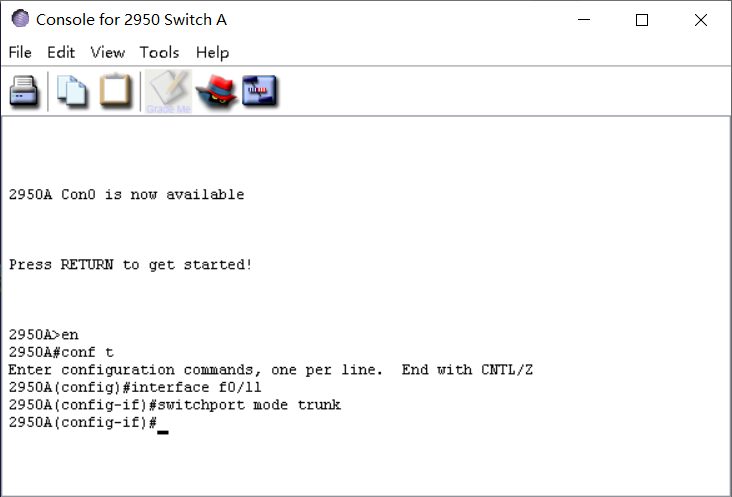 Console for 2950 Switch A
File Edit View Tools Help
Grade Me
2950A Con0 is now available
Press RETURN to get started!
2950A>en
2950A#conf t
Enter configuration commands, one per line.  End with CNTL/Z
2950A(config)#interface f0/11
2950A(config-if)#switchport mode trunk
2950A(config-if)#